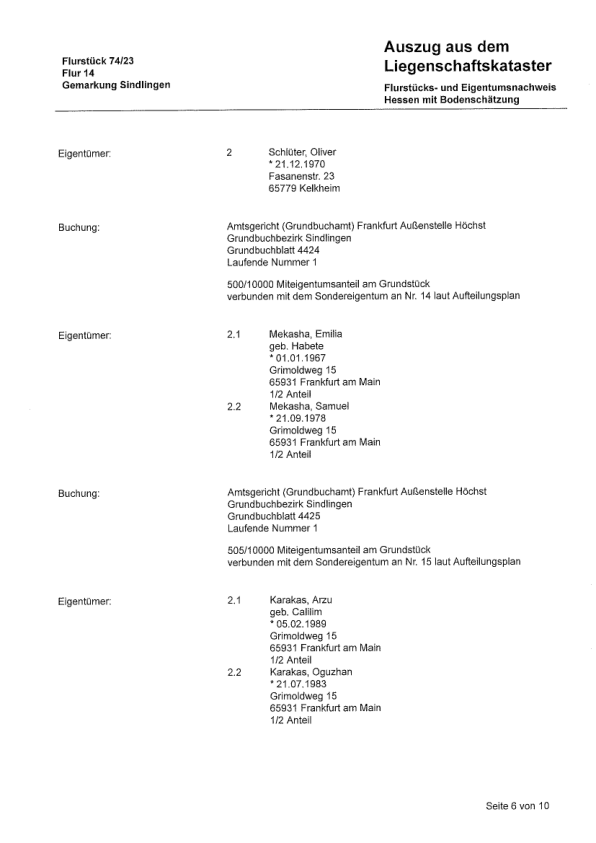 Flurstück 74/23
Flur 14
Gemarkung Sindlingen
Auszug aus dem
Liegenschaftskataster
Flurstücks- und Eigentumsnachweis
Hessen mit Bodenschätzung
Eigentümer: 2 Schlüter, Oliver
* 21.12.1970
Fasanenstr. 23
65779 Kelkheim
Buchung: Amtsgericht (Grundbuchamt) Frankfurt Außenstelle Höchst
Grundbuchbezirk Sindlingen
Grundbuchblatt 4424
Laufende Nummer 1
500/10000 Miteigentumsanteil am Grundstück
verbunden mit dem Sondereigentum an Nr. 14 laut Aufteilungsplan
Eigentümer: 2.1 Mekasha, Emilia
geb. Habete
* 01.01.1967
Grimoldweg 15
65931 Frankfurt am Main
1/2 Anteil
2.2 Mekasha, Samuel
* 21.09.1978
Grimoldweg 15
65931 Frankfurt am Main
1/2 Anteil
Buchung: Amtsgericht (Grundbuchamt) Frankfurt Außenstelle Höchst
Grundbuchbezirk Sindlingen
Grundbuchblatt 4425
Laufende Nummer 1
505/10000 Miteigentumsanteil am Grundstück
verbunden mit dem Sondereigentum an Nr. 15 laut Aufteilungsplan
Eigentümer: 2.1 Karakas, Arzu
geb. Calilim
* 05.02.1989
Grimoldweg 15
65931 Frankfurt am Main
1/2 Anteil
2.2 Karakas, Oguzhan
* 21.07.1983
Grimoldweg 15
65931 Frankfurt am Main
1/2 Anteil
Seite 6 von 10